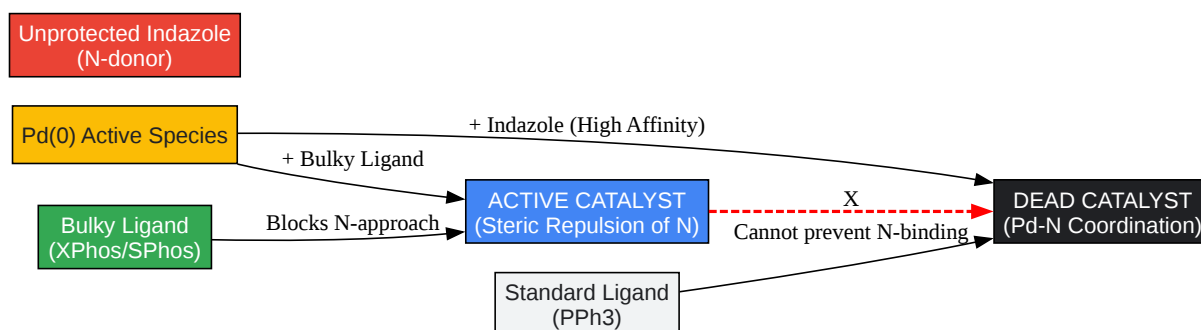 Unprotected Indazole
(N-donor)
Pd(0) Active Species
+ Indazole (High Affinity)
+ Bulky Ligand
Bulky Ligand
(XPhos/SPhos)
Blocks N-approach
ACTIVE CATALYST
(Steric Repulsion of N)
X
Cannot prevent N-binding
DEAD CATALYST
(Pd-N Coordination)
Standard Ligand
(PPh3)